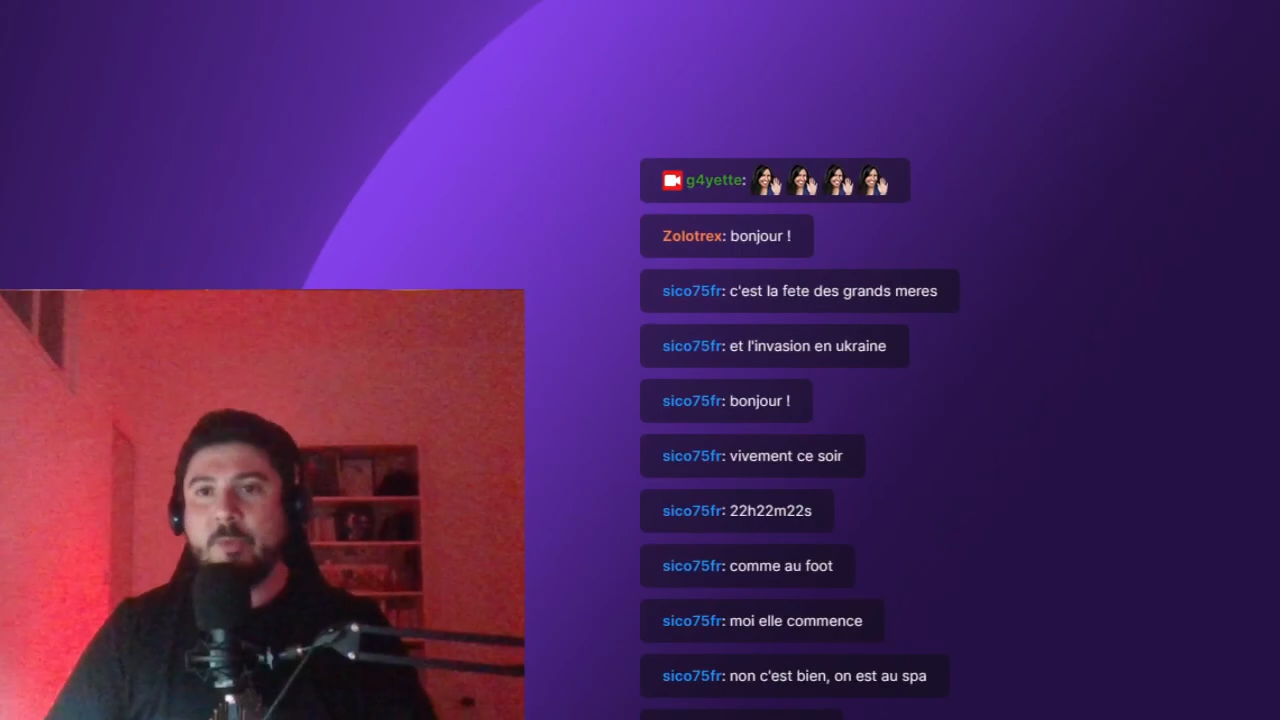 g4yette:
Zolotrex: bonjour !
sico75fr: c'est la fete des grands meres
sico75fr: et l'invasion en ukraine
sico75fr: bonjour !
sico75fr: vivement ce soir
sico75fr: 22h22m22s
sico75fr: comme au foot
sico75fr: moi elle commence
sico75fr: non c'est bien, on est au spa